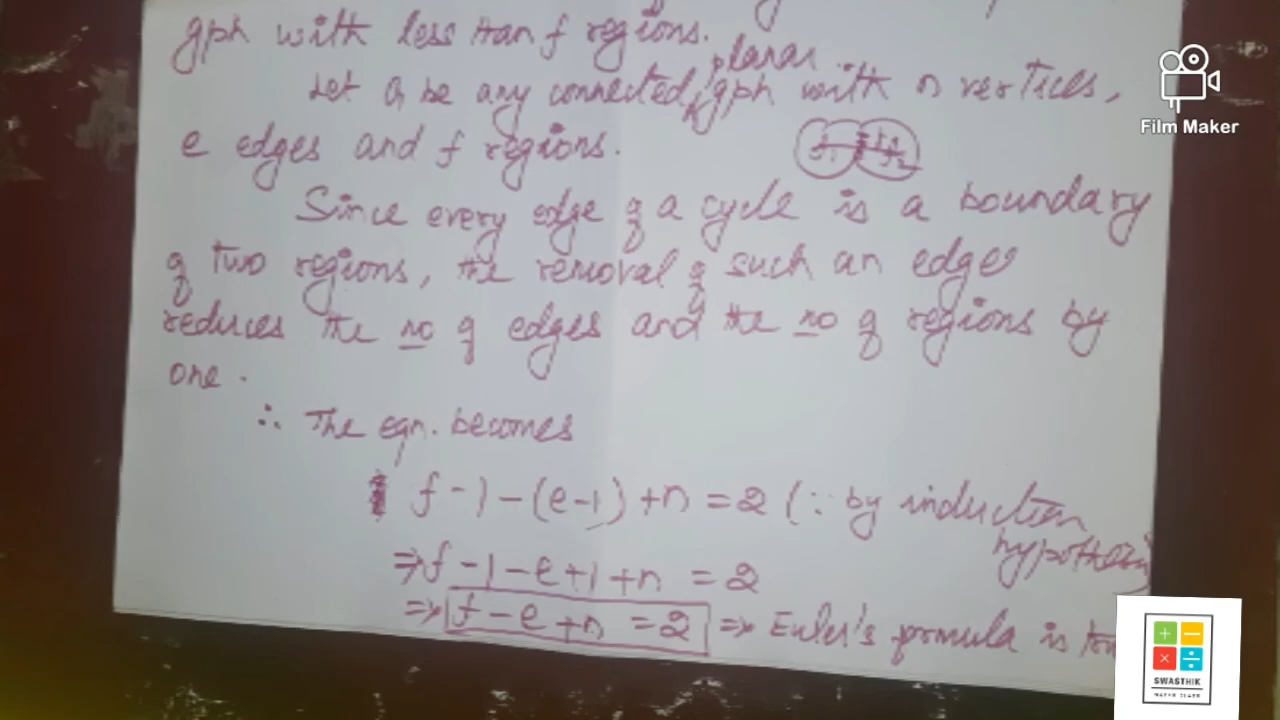 gph with less than f regions.
Let G be any connected planar gph with n vertices,
e edges and f regions.
Since every edge of a cycle is a boundary
of two regions, the removal of such an edge
reduces the no of edges and the no of regions by
one.
∴ The eqn. becomes
f - 1 - (e-1) + n = 2 (∵ by induction
hypothesis
⇒ f - 1 - e + 1 + n = 2
⇒ f - e + n = 2 ⇒ Euler's formula is
Film Maker
SWASTHIK